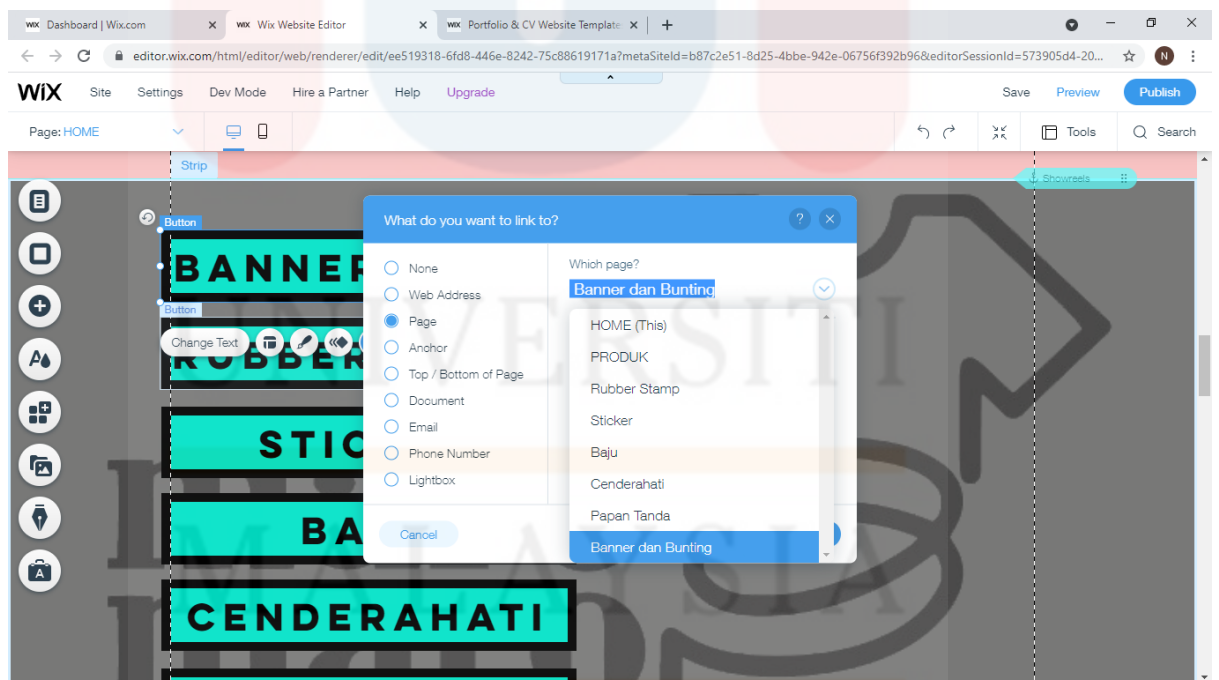 WiX Dashboard | Wix.com
WiX Wix Website Editor
WiX Portfolio & CV Website Template
editor.wix.com/html/editor/web/renderer/edit/ee519318-6fd8-446e-8242-75c88619171a?metaSiteId=b87c2e51-8d25-4bbe-942e-06756f392b96&editorSessionId=573905d4-20...
N
WiX Site Settings Dev Mode Hire a Partner Help Upgrade Save Preview Publish
Page: HOME Tools Search
Strip
Showreels
Button
BANNER
Button
Change Text
RUBBER
STIC
BA
CENDERAHATI
What do you want to link to?
?
None
Web Address
Page
Anchor
Top / Bottom of Page
Document
Email
Phone Number
Lightbox
Cancel
Which page?
Banner dan Bunting
HOME (This)
PRODUK
Rubber Stamp
Sticker
Baju
Cenderahati
Papan Tanda
Banner dan Bunting
A
A
UNIVERSITI
MALAYSIA